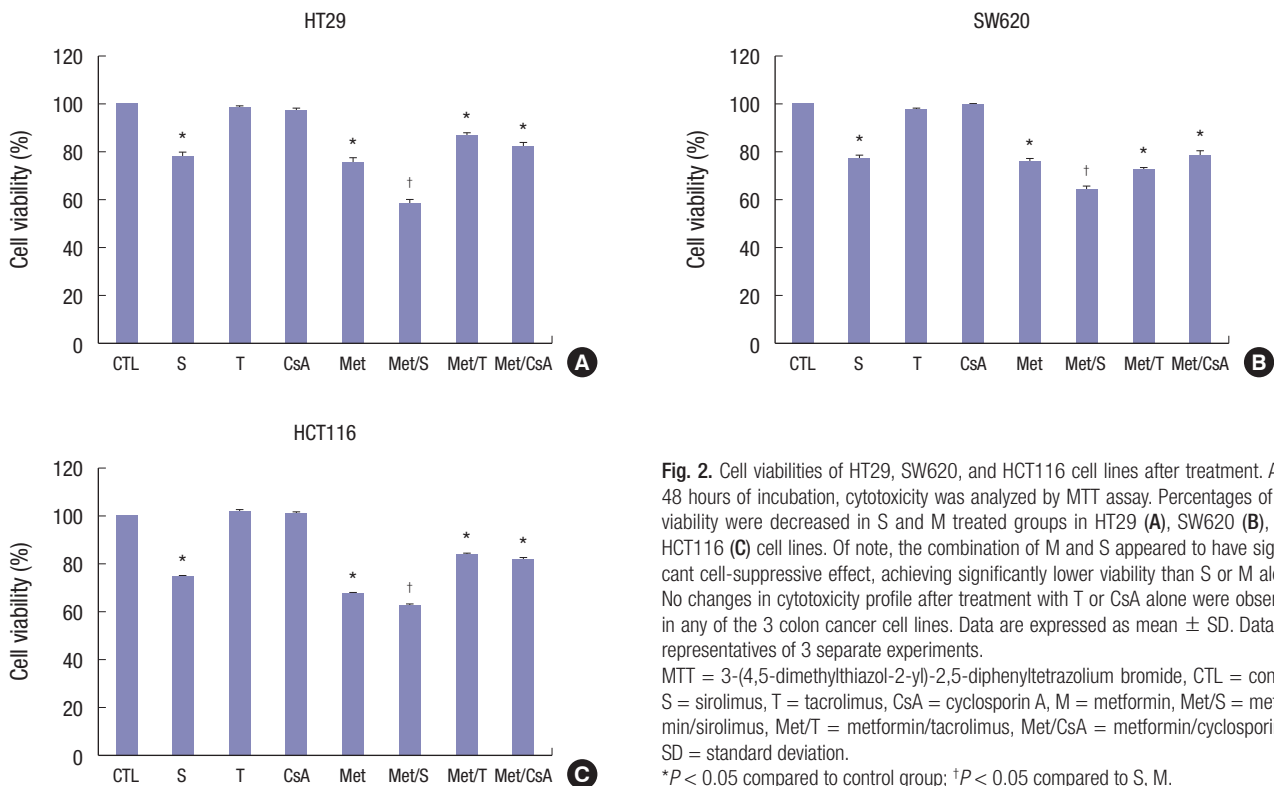 HT29
120
100
80
60
40
20
0
Cell viability (%)
*
*
†
*
*
CTL S T CsA Met Met/S Met/T Met/CsA
A
SW620
120
100
80
60
40
20
0
Cell viability (%)
*
*
†
*
*
CTL S T CsA Met Met/S Met/T Met/CsA
B
HCT116
120
100
80
60
40
20
0
Cell viability (%)
*
*
†
*
*
CTL S T CsA Met Met/S Met/T Met/CsA
C
Fig. 2. Cell viabilities of HT29, SW620, and HCT116 cell lines after treatment. A
48 hours of incubation, cytotoxicity was analyzed by MTT assay. Percentages of
viability were decreased in S and M treated groups in HT29 (A), SW620 (B),
HCT116 (C) cell lines. Of note, the combination of M and S appeared to have sig
cant cell-suppressive effect, achieving significantly lower viability than S or M al
No changes in cytotoxicity profile after treatment with T or CsA alone were obser
in any of the 3 colon cancer cell lines. Data are expressed as mean ± SD. Data
representatives of 3 separate experiments.
MTT = 3-(4,5-dimethylthiazol-2-yl)-2,5-diphenyltetrazolium bromide, CTL = con
S = sirolimus, T = tacrolimus, CsA = cyclosporin A, M = metformin, Met/S = met
min/sirolimus, Met/T = metformin/tacrolimus, Met/CsA = metformin/cyclospori
SD = standard deviation.
*P < 0.05 compared to control group; †P < 0.05 compared to S, M.